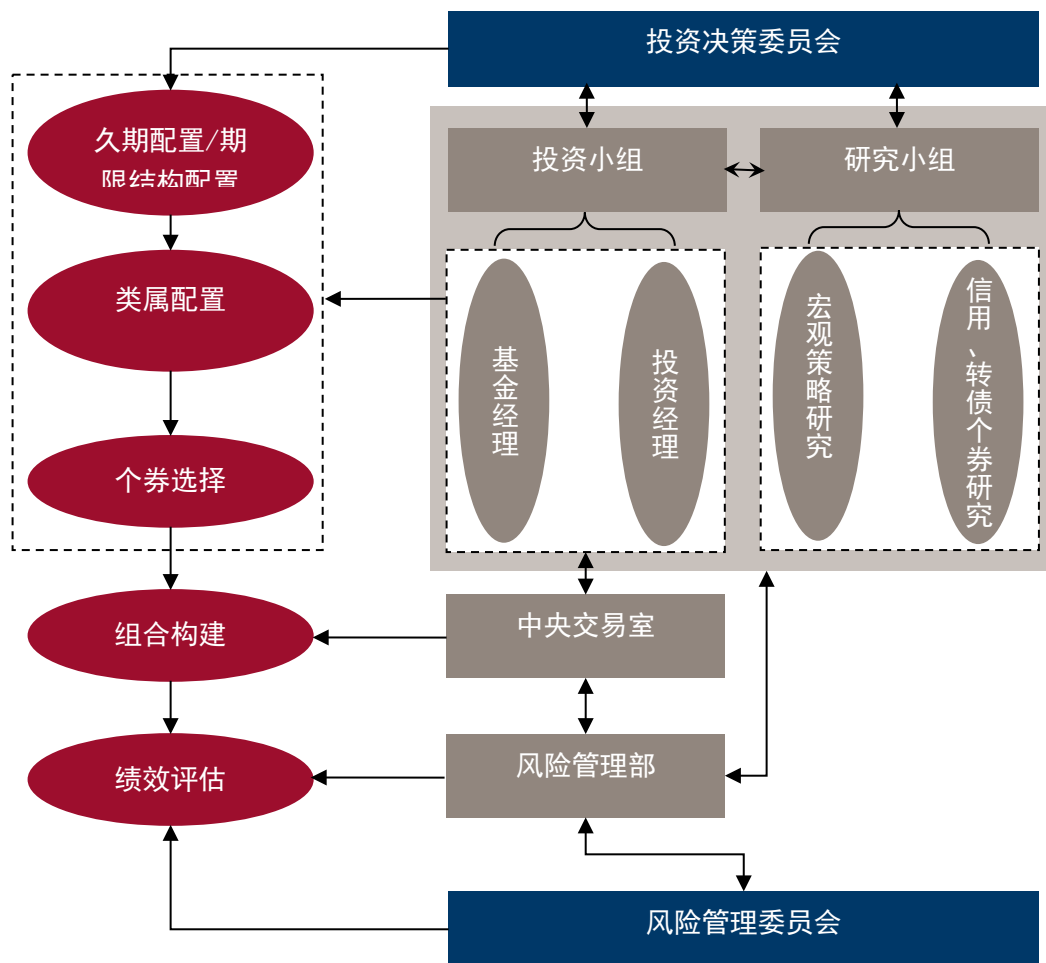 投资决策委员会
久期配置/期
限结构配置
投资小组
研究小组
类属配置
基金经理
投资经理
宏观策略研究
信用、转债个券研究
个券选择
组合构建
中央交易室
绩效评估
风险管理部
风险管理委员会